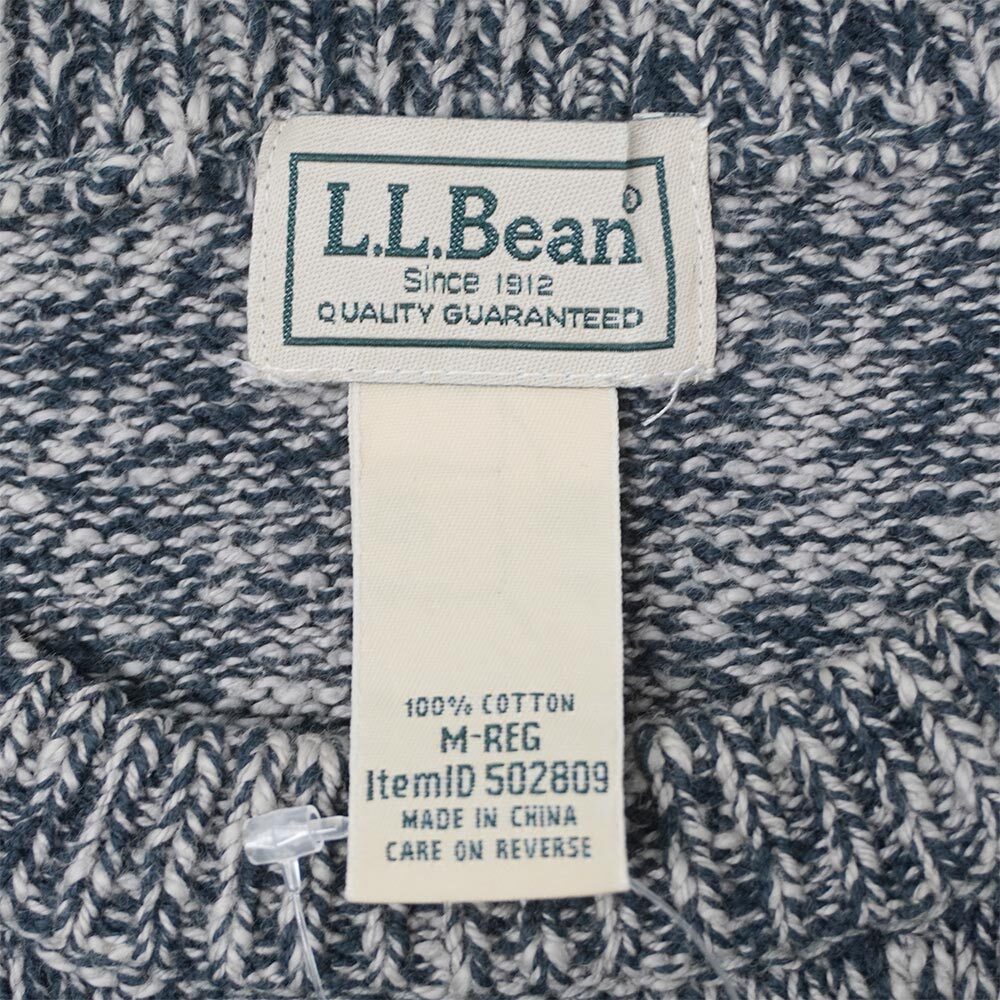 L.L.Bean®
Since 1912
QUALITY GUARANTEED
100% COTTON
M-REG
ItemID 502809
MADE IN CHINA
CARE ON REVERSE